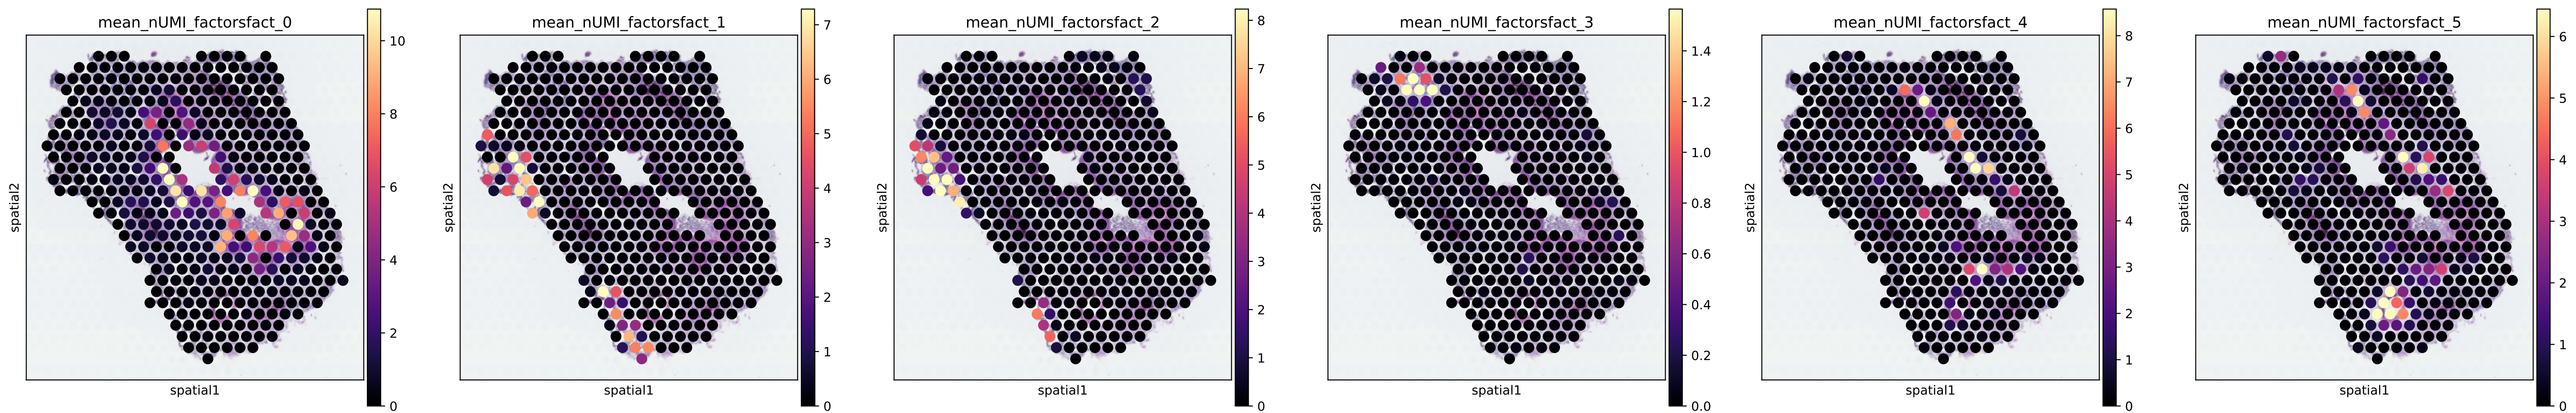 mean_nUMI_factorsfact_0
spatial2
spatial1
10
8
6
4
2
0
mean_nUMI_factorsfact_1
spatial2
spatial1
7
6
5
4
3
2
1
0
mean_nUMI_factorsfact_2
spatial2
spatial1
8
7
6
5
4
3
2
1
0
mean_nUMI_factorsfact_3
spatial2
spatial1
1.4
1.2
1.0
0.8
0.6
0.4
0.2
0.0
mean_nUMI_factorsfact_4
spatial2
spatial1
8
7
6
5
4
3
2
1
0
mean_nUMI_factorsfact_5
spatial2
spatial1
6
5
4
3
2
1
0